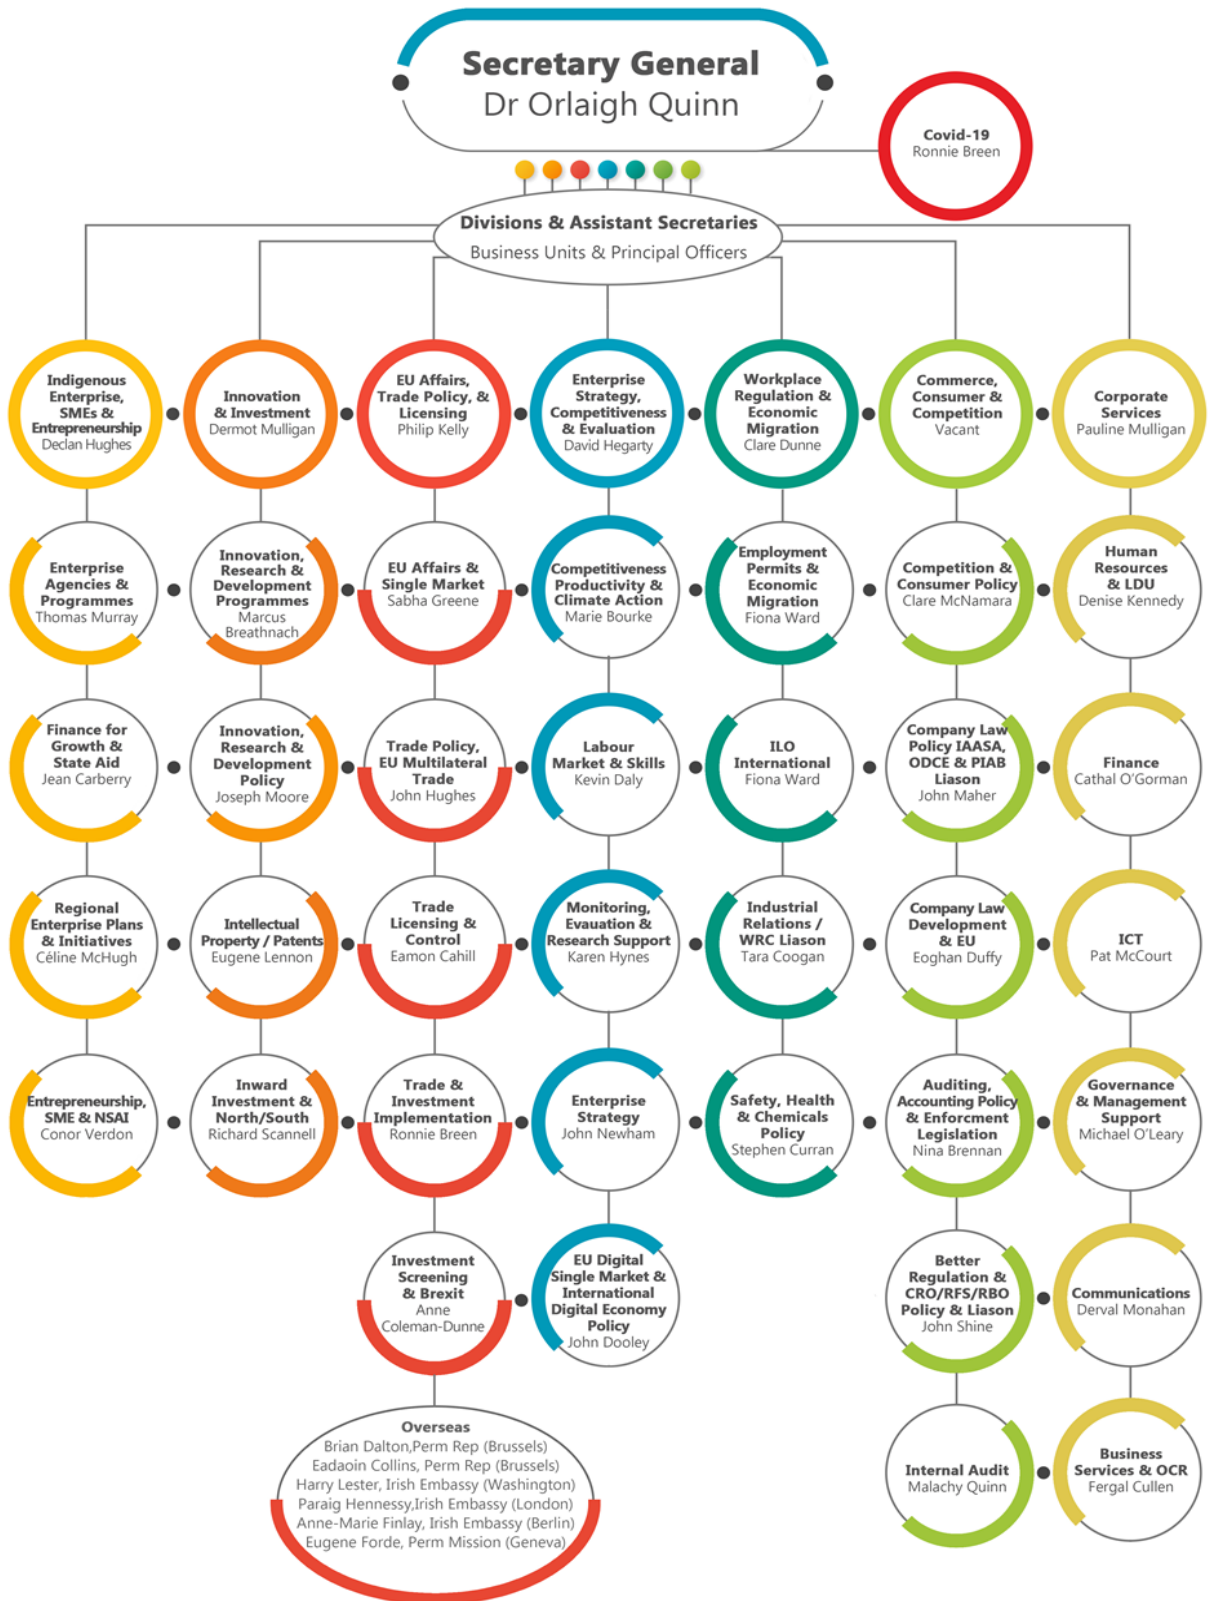 Secretary General
Dr Orlaigh Quinn
Covid-19
Ronnie Breen
Divisions & Assistant Secretaries
Business Units & Principal Officers
Indigenous
Enterprise,
SMEs &
Entrepreneurship
Declan Hughes
Innovation
& Investment
Dermot Mulligan
EU Affairs,
Trade Policy, &
Licensing
Philip Kelly
Enterprise
Strategy,
Competitiveness
& Evaluation
David Hegarty
Workplace
Regulation &
Economic
Migration
Clare Dunne
Commerce,
Consumer &
Competition
Vacant
Corporate
Services
Pauline Mulligan
Enterprise
Agencies &
Programmes
Thomas Murray
Innovation,
Research &
Development
Programmes
Marcus
Breathnach
EU Affairs &
Single Market
Sabha Greene
Competitiveness
Productivity &
Climate Action
Marie Bourke
Employment
Permits &
Economic
Migration
Fiona Ward
Competition &
Consumer Policy
Clare McNamara
Human
Resources
& LDU
Denise Kennedy
Finance for
Growth &
State Aid
Jean Carberry
Innovation,
Research &
Development
Policy
Joseph Moore
Trade Policy,
EU Multilateral
Trade
John Hughes
Labour
Market & Skills
Kevin Daly
ILO
International
Fiona Ward
Company Law
Policy IAASA,
ODCE & PIAB
Liason
John Maher
Finance
Cathal O'Gorman
Regional
Enterprise Plans
& Initiatives
Céline McHugh
Intellectual
Property / Patents
Eugene Lennon
Trade
Licensing &
Control
Eamon Cahill
Monitoring,
Evauation &
Research Support
Karen Hynes
Industrial
Relations /
WRC Liason
Tara Coogan
Company Law
Development
& EU
Eoghan Duffy
ICT
Pat McCourt
Entrepreneurship,
SME & NSAI
Conor Verdon
Inward
Investment &
North/South
Richard Scannell
Trade &
Investment
Implementation
Ronnie Breen
Enterprise
Strategy
John Newham
Safety, Health
& Chemicals
Policy
Stephen Curran
Auditing,
Accounting Policy
& Enforcment
Legislation
Nina Brennan
Governance
& Management
Support
Michael O'Leary
Investment
Screening
& Brexit
Anne
Coleman-Dunne
EU Digital
Single Market &
International
Digital Economy
Policy
John Dooley
Better
Regulation &
CRO/RFS/RBO
Policy & Liason
John Shine
Communications
Derval Monahan
Overseas
Brian Dalton,Perm Rep (Brussels)
Eadaoin Collins, Perm Rep (Brussels)
Harry Lester, Irish Embassy (Washington)
Paraig Hennessy,Irish Embassy (London)
Anne-Marie Finlay, Irish Embassy (Berlin)
Eugene Forde, Perm Mission (Geneva)
Internal Audit
Malachy Quinn
Business
Services & OCR
Fergal Cullen